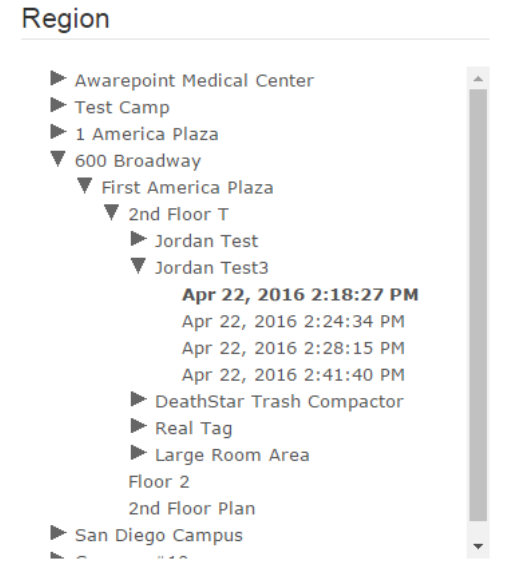 Region
Awarepoint Medical Center
Test Camp
1 America Plaza
600 Broadway
First America Plaza
2nd Floor T
Jordan Test
Jordan Test3
Apr 22, 2016 2:18:27 PM
Apr 22, 2016 2:24:34 PM
Apr 22, 2016 2:28:15 PM
Apr 22, 2016 2:41:40 PM
DeathStar Trash Compactor
Real Tag
Large Room Area
Floor 2
2nd Floor Plan
San Diego Campus